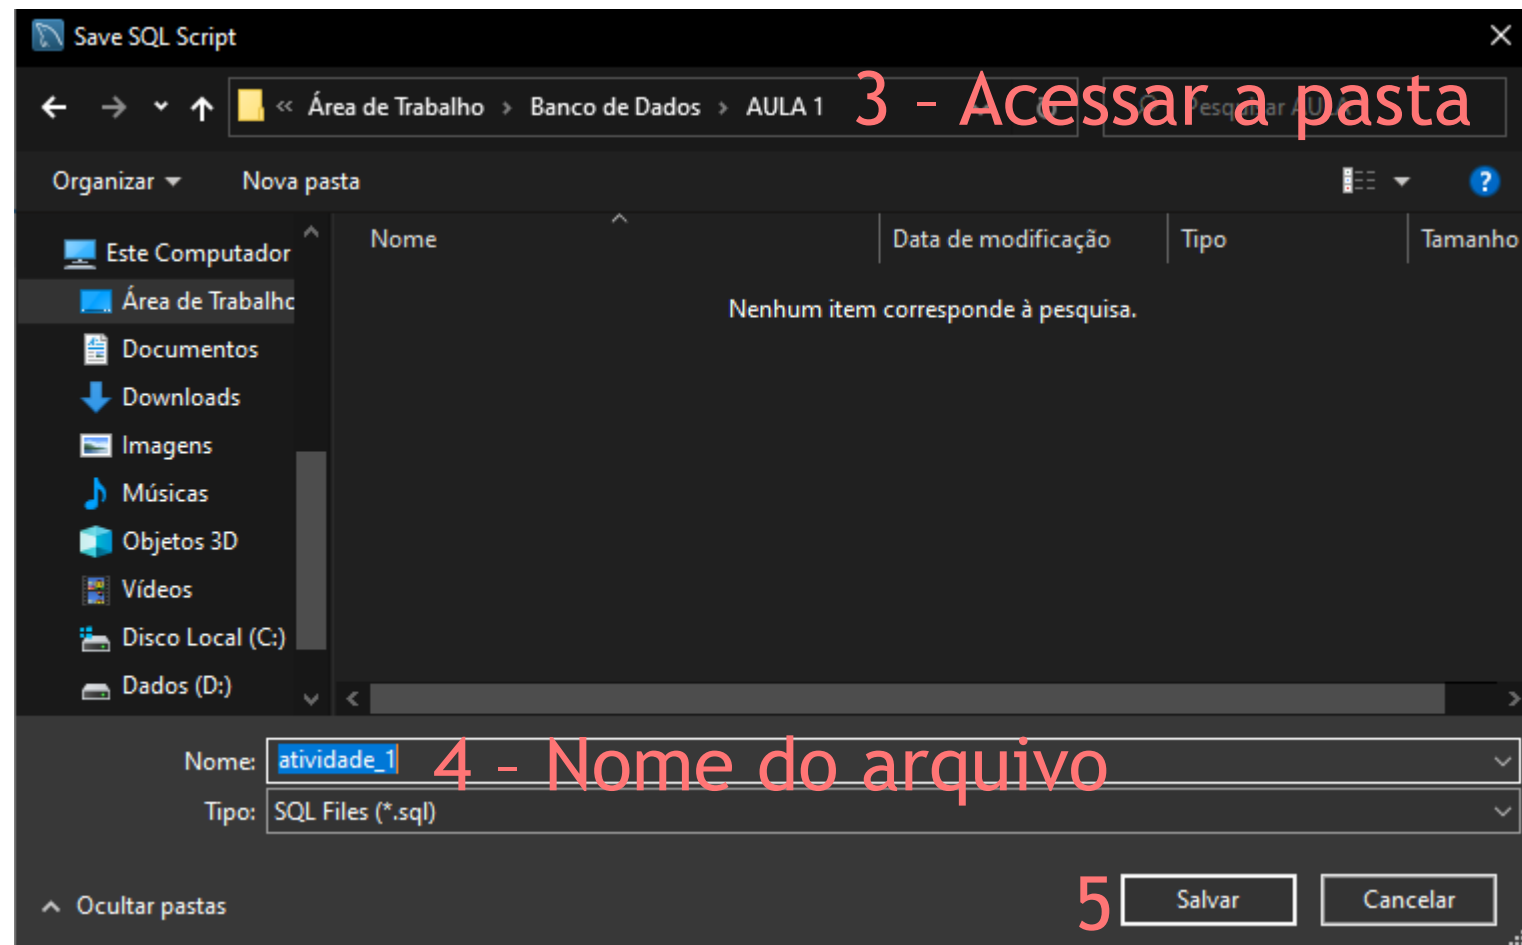 Save SQL Script
« Área de Trabalho > Banco de Dados > AULA 1
3 - Acessar a pasta
Pesquisar AULA
Organizar
Nova pasta
Este Computador
Área de Trabalho
Documentos
Downloads
Imagens
Músicas
Objetos 3D
Vídeos
Disco Local (C:)
Dados (D:)
Nome
Data de modificação
Tipo
Tamanho
Nenhum item corresponde à pesquisa.
Nome: atividade_1
4 - Nome do arquivo
Tipo: SQL Files (*.sql)
Ocultar pastas
5
Salvar
Cancelar